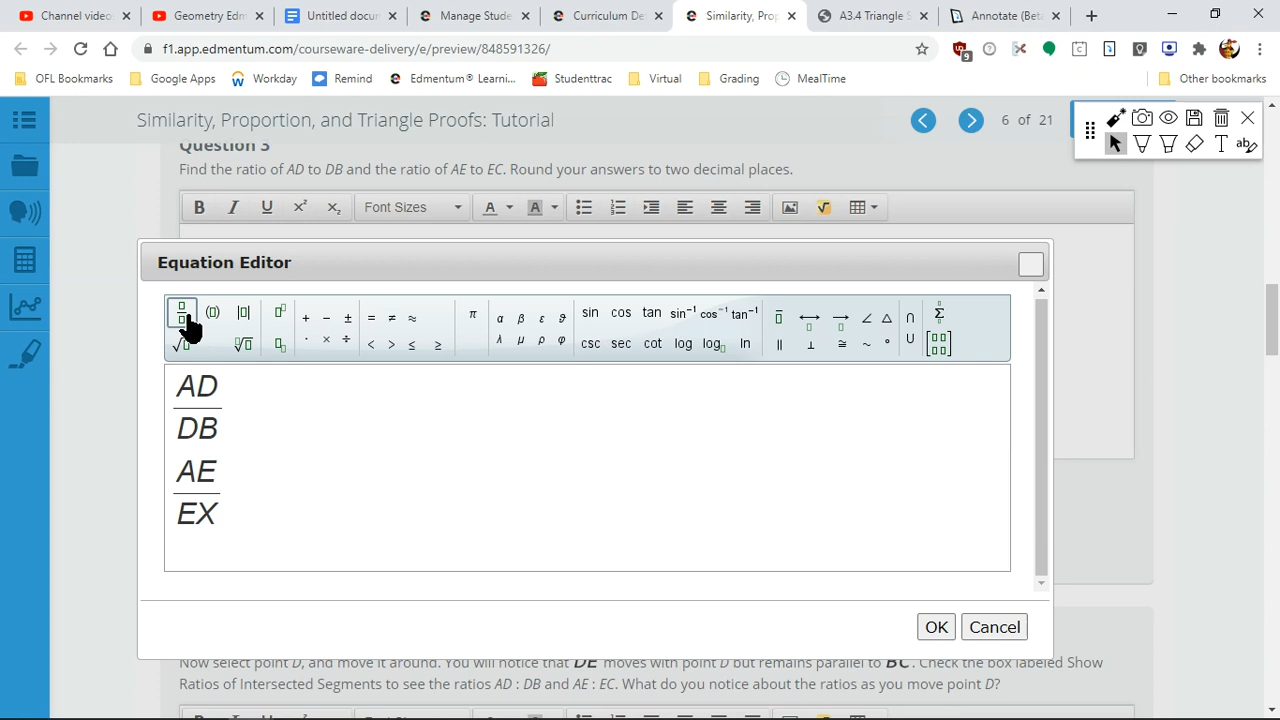 Channel video
Geometry Edm
Untitled docu
Manage Stude
Curriculum De
Similarity, Prop
A3.4 Triangle S
Annotate (Beta
f1.app.edmentum.com/courseware-delivery/e/preview/848591326/
9
OFL Bookmarks
Google Apps
Workday
Remind
Edmentum® Learni...
Studenttrac
Virtual
Grading
MealTime
Other bookmarks
Similarity, Proportion, and Triangle Proofs: Tutorial
6 of 21
Question 3
Find the ratio of AD to DB and the ratio of AE to EC. Round your answers to two decimal places.
B I U X² X₂ Font Sizes A A
Equation Editor
+ − ± = ≠ ≈ π α β ε θ sin cos tan sin⁻¹ cos⁻¹ tan⁻¹ ∠ △ ∩ Σ
· × ÷ < > ≤ ≥ λ μ ρ φ csc sec cot log log ln ∥ ⊥ ≅ ~ ° ∪
AD
DB
AE
EX
OK Cancel
Now select point D, and move it around. You will notice that DE moves with point D but remains parallel to BC. Check the box labeled Show
Ratios of Intersected Segments to see the ratios AD : DB and AE : EC. What do you notice about the ratios as you move point D?